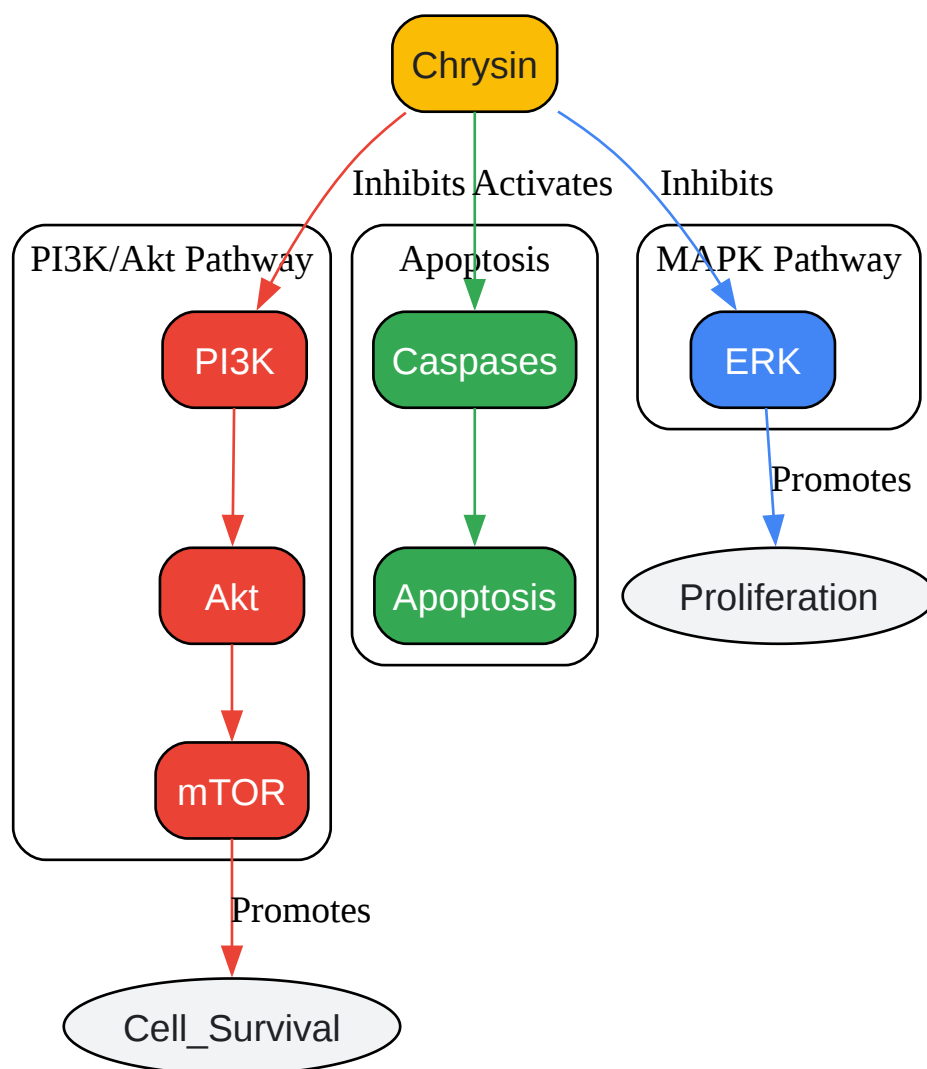 Chrysin
Inhibits Activates Inhibits
PI3K/Akt Pathway Apoptosis MAPK Pathway
PI3K Caspases ERK
Promotes
Akt Apoptosis Proliferation
mTOR
Promotes
Cell_Survival